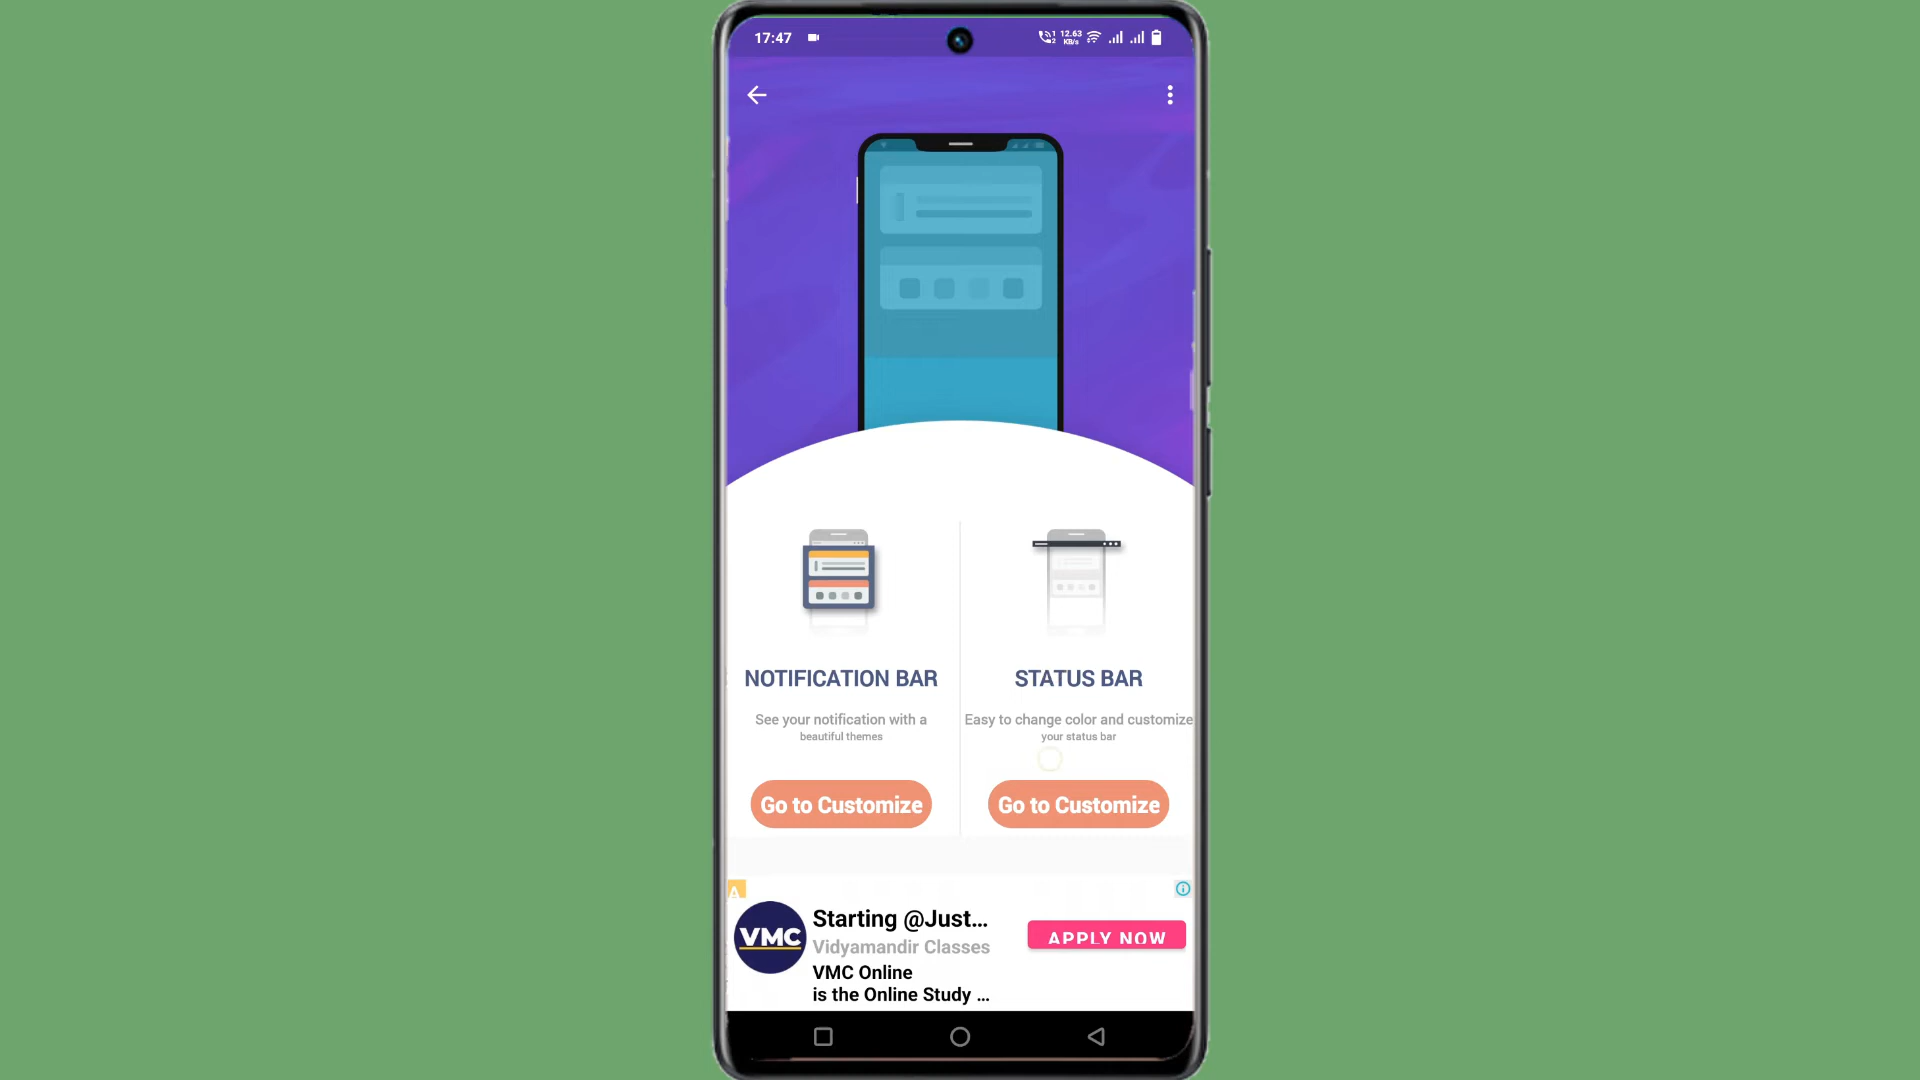 17:47
12.63
KB/s
NOTIFICATION BAR
STATUS BAR
See your notification with a
beautiful themes
Easy to change color and customize
your status bar
Go to Customize
Go to Customize
A
VMC
Starting @Just...
Vidyamandir Classes
VMC Online
is the Online Study ...
APPLY NOW